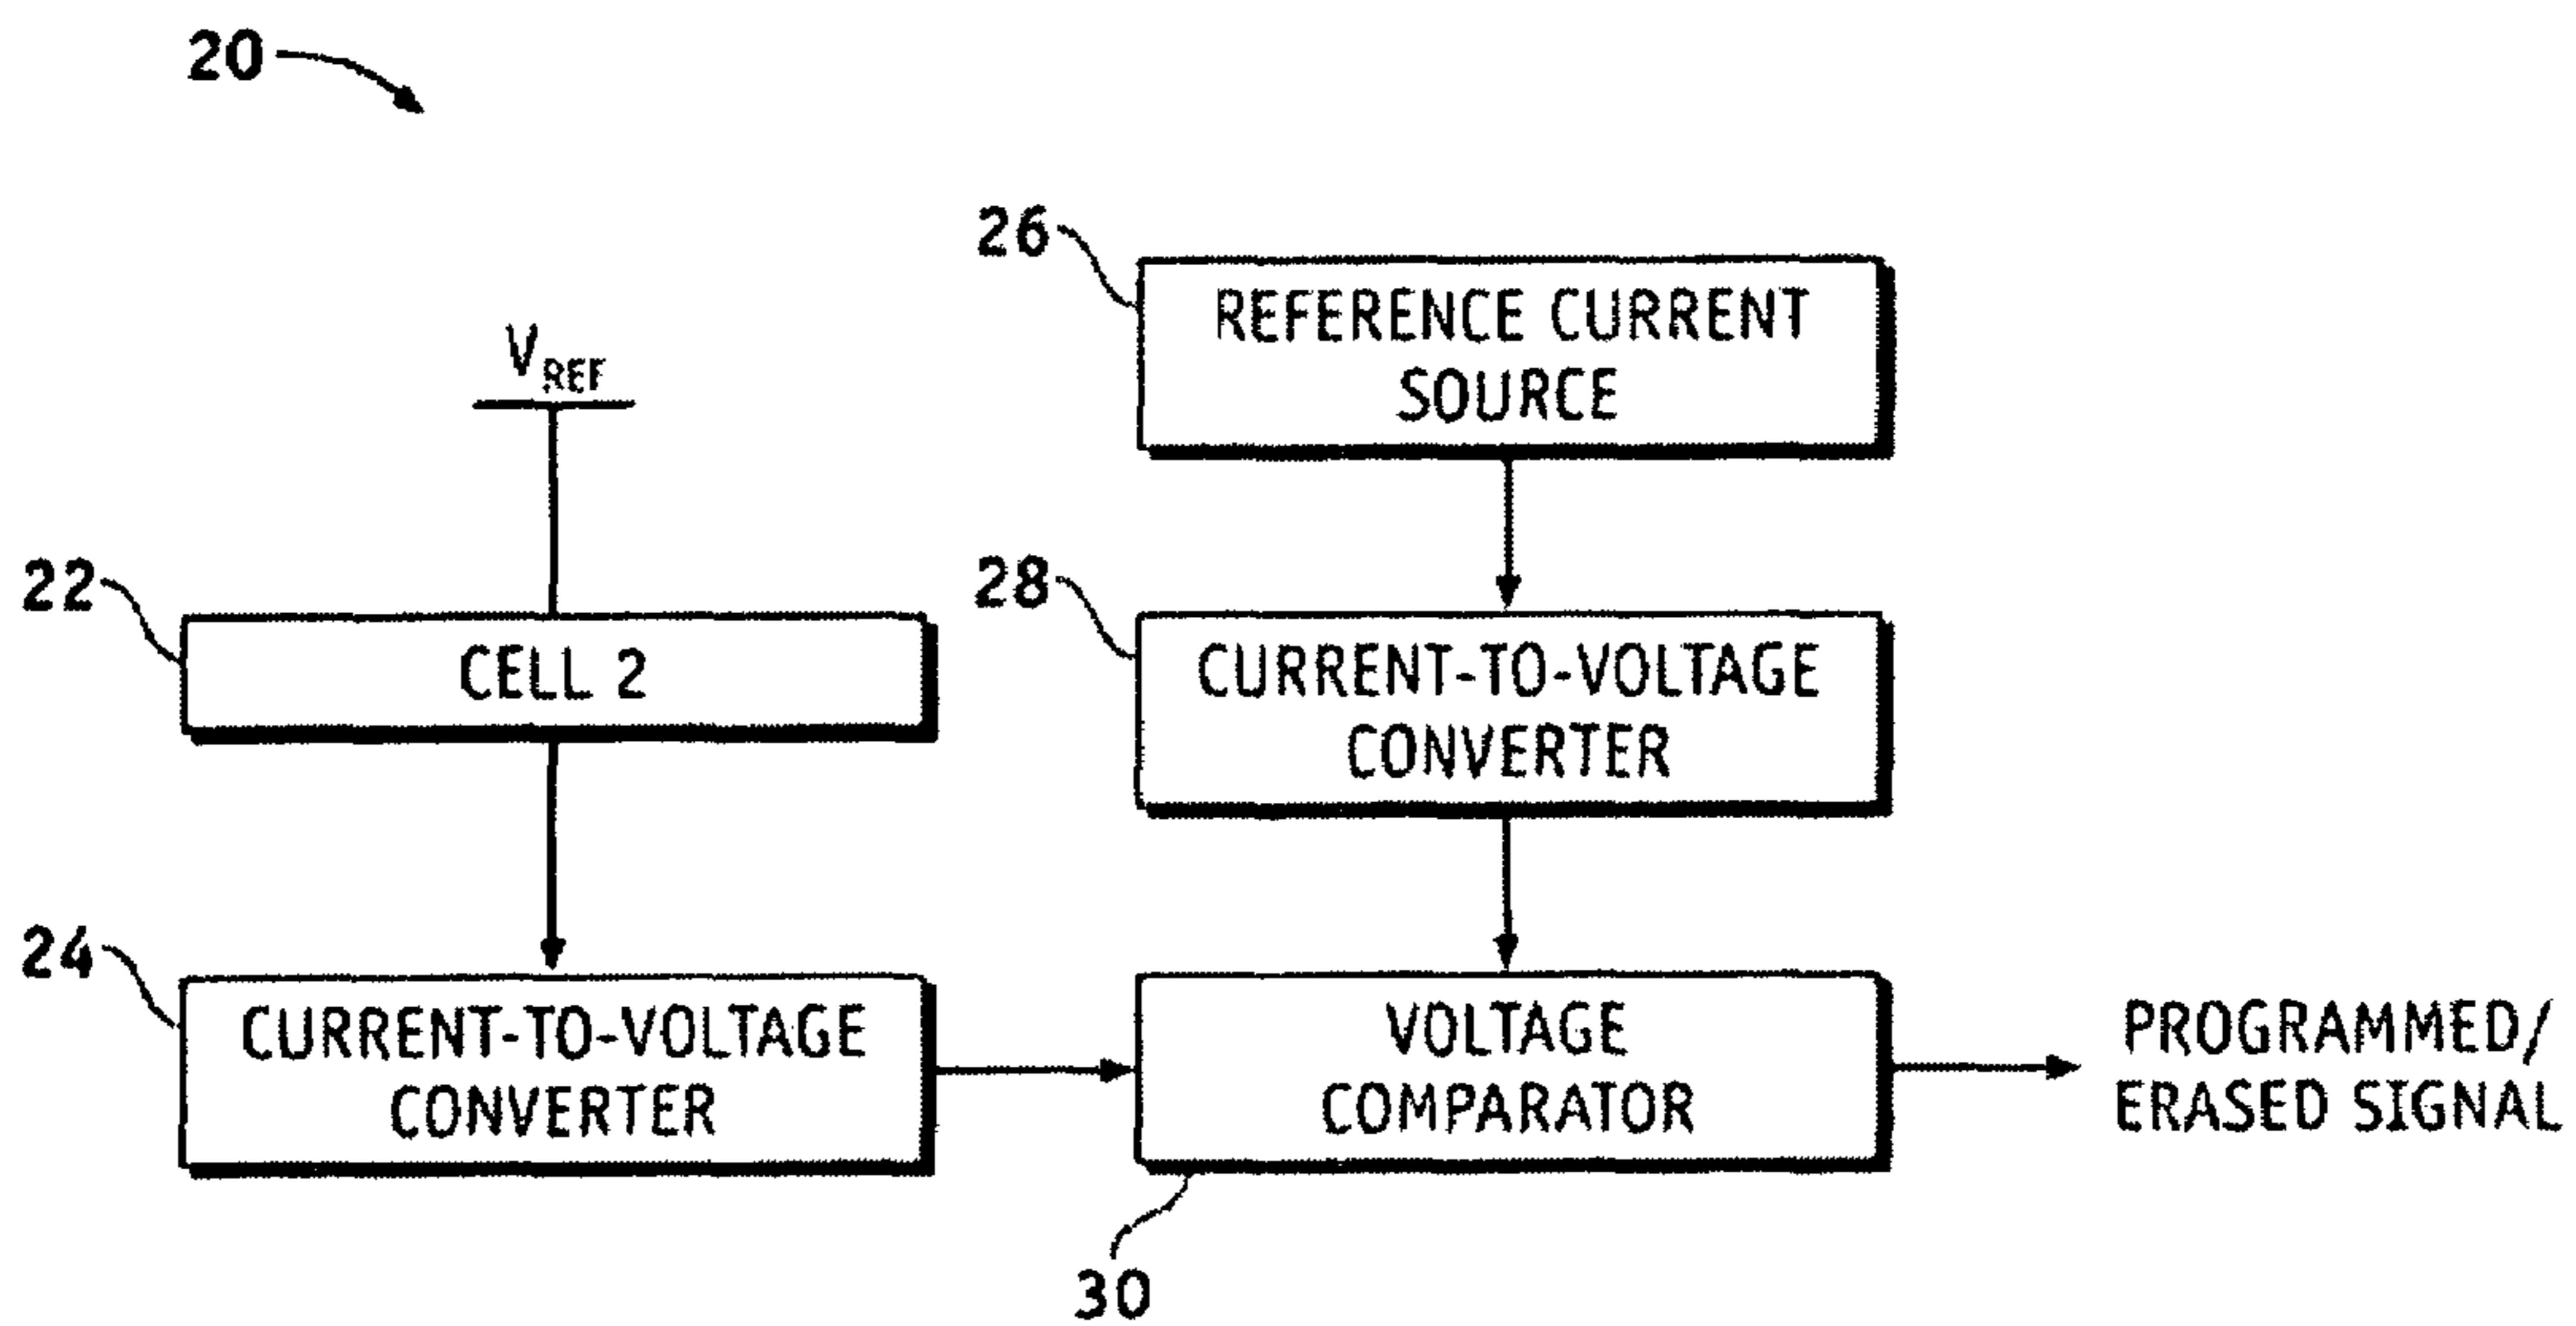 20
26
REFERENCE CURRENT
SOURCE
VREF
22
CELL 2
28
CURRENT-TO-VOLTAGE
CONVERTER
24
CURRENT-TO-VOLTAGE
CONVERTER
VOLTAGE
COMPARATOR
PROGRAMMED/
ERASED SIGNAL
30